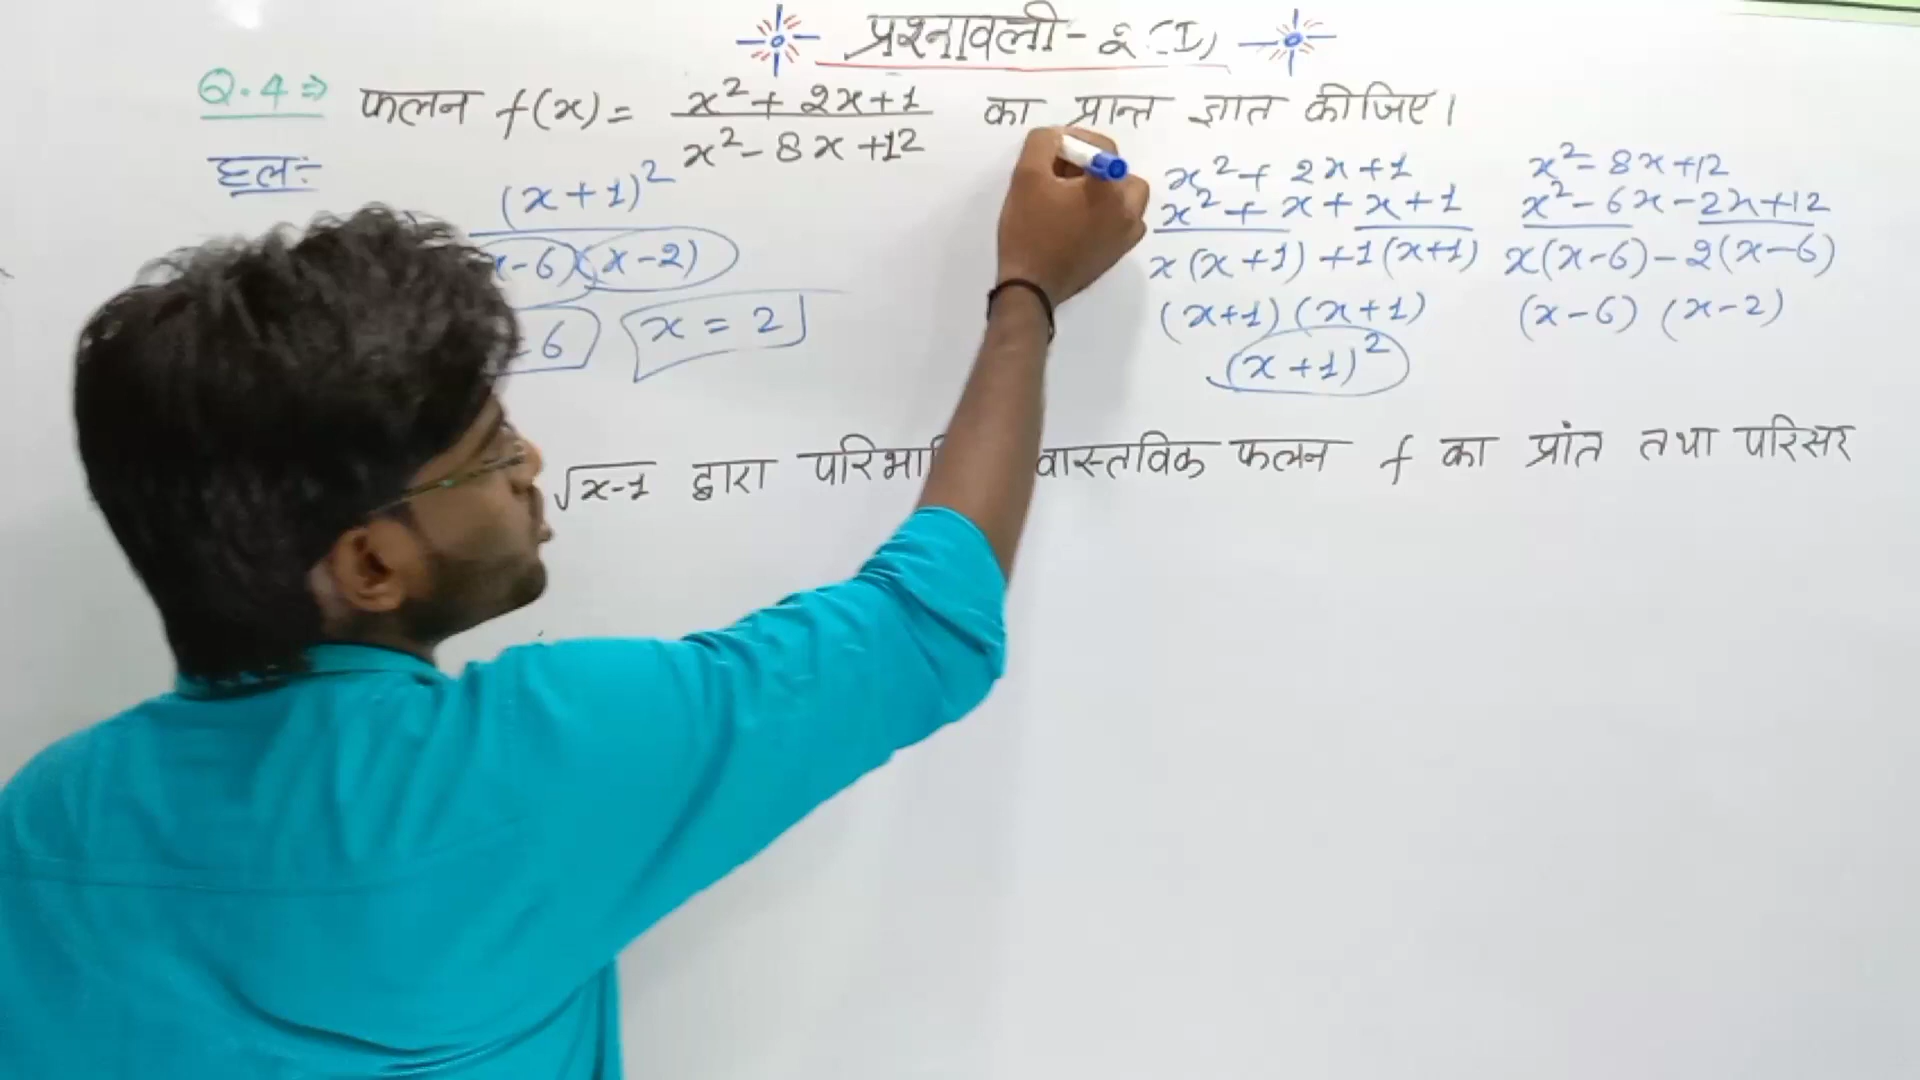 प्रश्नावली - 2 (I)
Q.4⇒ फलन f(x) = x²+2x+1 / x²-8x+12 का प्रान्त ज्ञात कीजिए।
हल:-
(x+1)²
x-6)(x-2)
=6 x = 2
x²+2x+1
x²+x+x+1
x(x+1)+1(x+1)
(x+1)(x+1)
(x+1)²
x²=8x+12
x²-6x-2x+12
x(x-6)-2(x-6)
(x-6) (x-2)
√x-1 द्वारा वास्तविक फलन f का प्रांत तथा परिसर